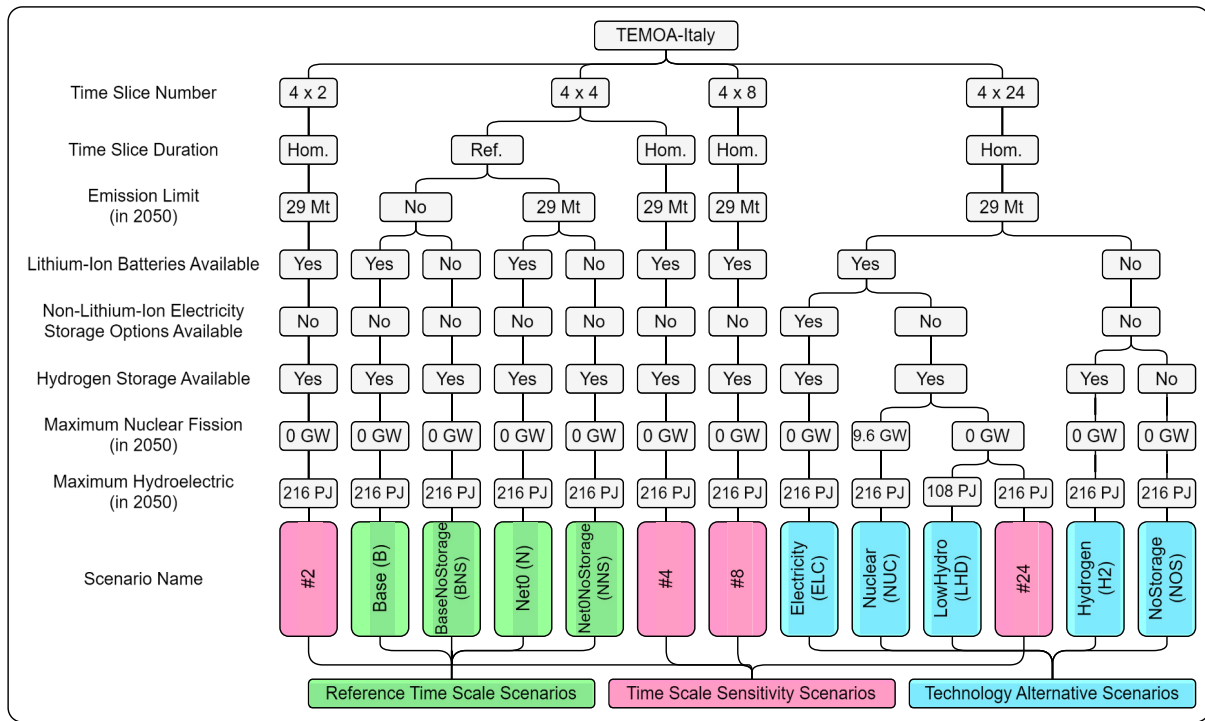 TEMOA-Italy
Time Slice Number
4 x 2
4 x 4
4 x 8
4 x 24
Time Slice Duration
Hom.
Ref.
Hom.
Hom.
Hom.
Emission Limit
(in 2050)
29 Mt
No
29 Mt
29 Mt
29 Mt
29 Mt
Lithium-Ion Batteries Available
Yes
Yes
No
Yes
No
Yes
Yes
Yes
No
Non-Lithium-Ion Electricity
Storage Options Available
No
No
No
No
No
No
No
Yes
No
No
Hydrogen Storage Available
Yes
Yes
Yes
Yes
Yes
Yes
Yes
Yes
Yes
Yes
No
Maximum Nuclear Fission
(in 2050)
0 GW
0 GW
0 GW
0 GW
0 GW
0 GW
0 GW
0 GW
9.6 GW
0 GW
0 GW
0 GW
Maximum Hydroelectric
(in 2050)
216 PJ
216 PJ
216 PJ
216 PJ
216 PJ
216 PJ
216 PJ
216 PJ
216 PJ
108 PJ
216 PJ
216 PJ
216 PJ
Scenario Name
#2
Base (B)
BaseNoStorage
(BNS)
Net0 (N)
Net0NoStorage
(NNS)
#4
#8
Electricity
(ELC)
Nuclear
(NUC)
LowHydro
(LHD)
#24
Hydrogen
(H2)
NoStorage
(NOS)
Reference Time Scale Scenarios
Time Scale Sensitivity Scenarios
Technology Alternative Scenarios